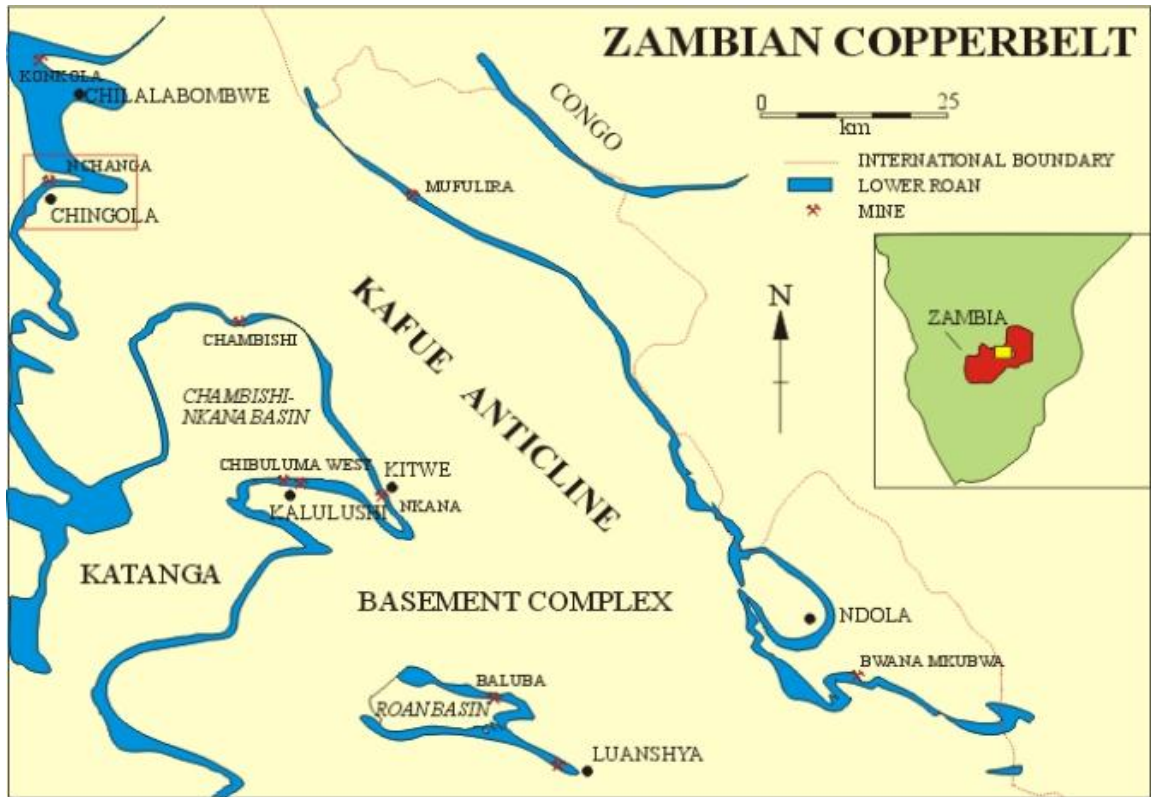 ZAMBIAN COPPERBELT
KONKOLA
CHILALABOMBWE
CONGO
0 25
km
INTERNATIONAL BOUNDARY
LOWER ROAN
MINE
NCHANGA
CHINGOLA
MUFULIRA
KAFUE ANTICLINE
N
ZAMBIA
CHAMBISHI
CHAMBISHI-
NKANA BASIN
CHIBULUMA WEST
KITWE
KALULUSHI
NKANA
KATANGA
BASEMENT COMPLEX
NDOLA
BWANA MKUBWA
BALUBA
ROAN BASIN
LUANSHYA